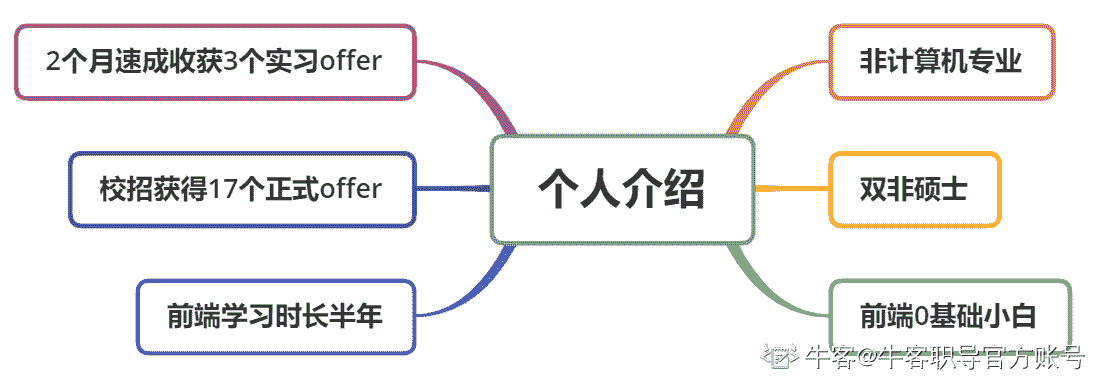 2个月速成收获3个实习offer
非计算机专业
校招获得17个正式offer
个人介绍
双非硕士
前端学习时长半年
前端0基础小白
牛客@牛客职导官方账号